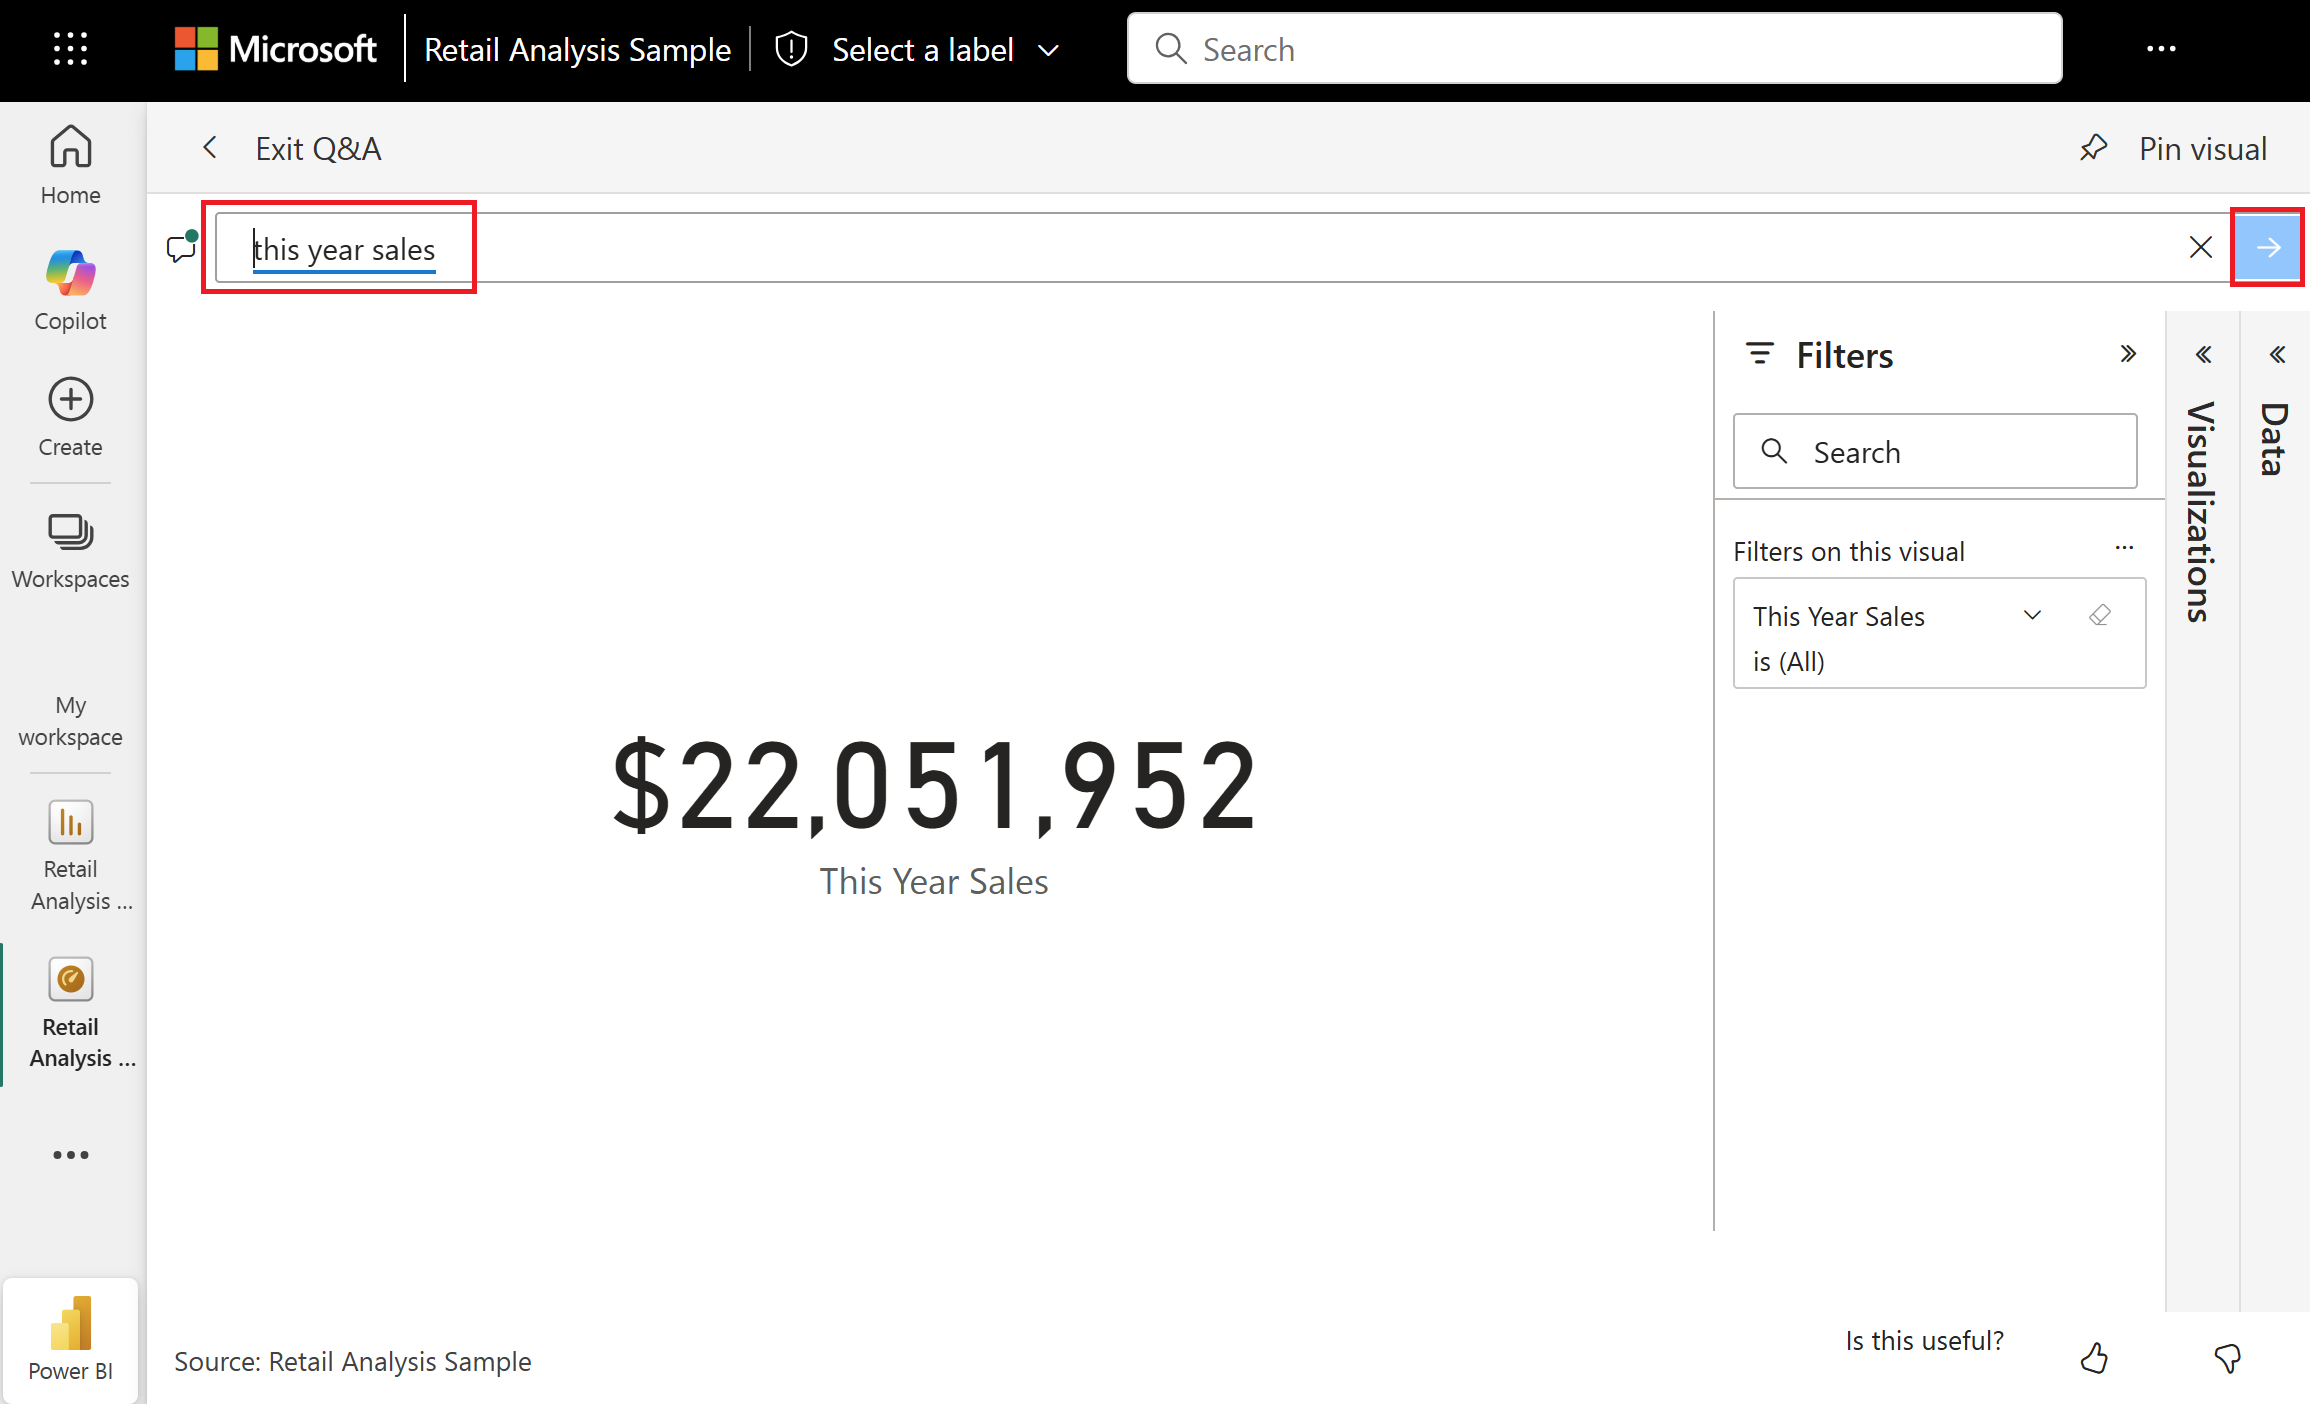 Microsoft
Retail Analysis Sample
Select a label
Search
Home
Copilot
Create
Workspaces
My
workspace
Retail
Analysis ...
Retail
Analysis ...
Power BI
Exit Q&A
Pin visual
this year sales
$22,051,952
This Year Sales
Filters
Search
Filters on this visual
This Year Sales
is (All)
Visualizations
Data
Source: Retail Analysis Sample
Is this useful?